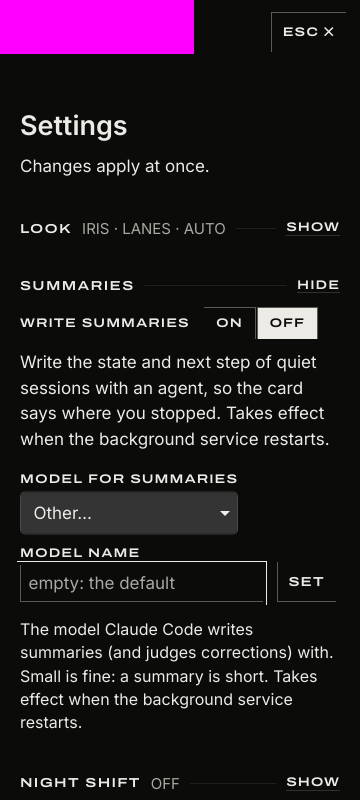 ESC ✕
Settings
Changes apply at once.
LOOK IRIS · LANES · AUTO SHOW
SUMMARIES HIDE
WRITE SUMMARIES ON OFF
Write the state and next step of quiet
sessions with an agent, so the card
says where you stopped. Takes effect
when the background service restarts.
MODEL FOR SUMMARIES
Other...
MODEL NAME
empty: the default SET
The model Claude Code writes
summaries (and judges corrections) with.
Small is fine: a summary is short. Takes
effect when the background service
restarts.
NIGHT SHIFT OFF SHOW